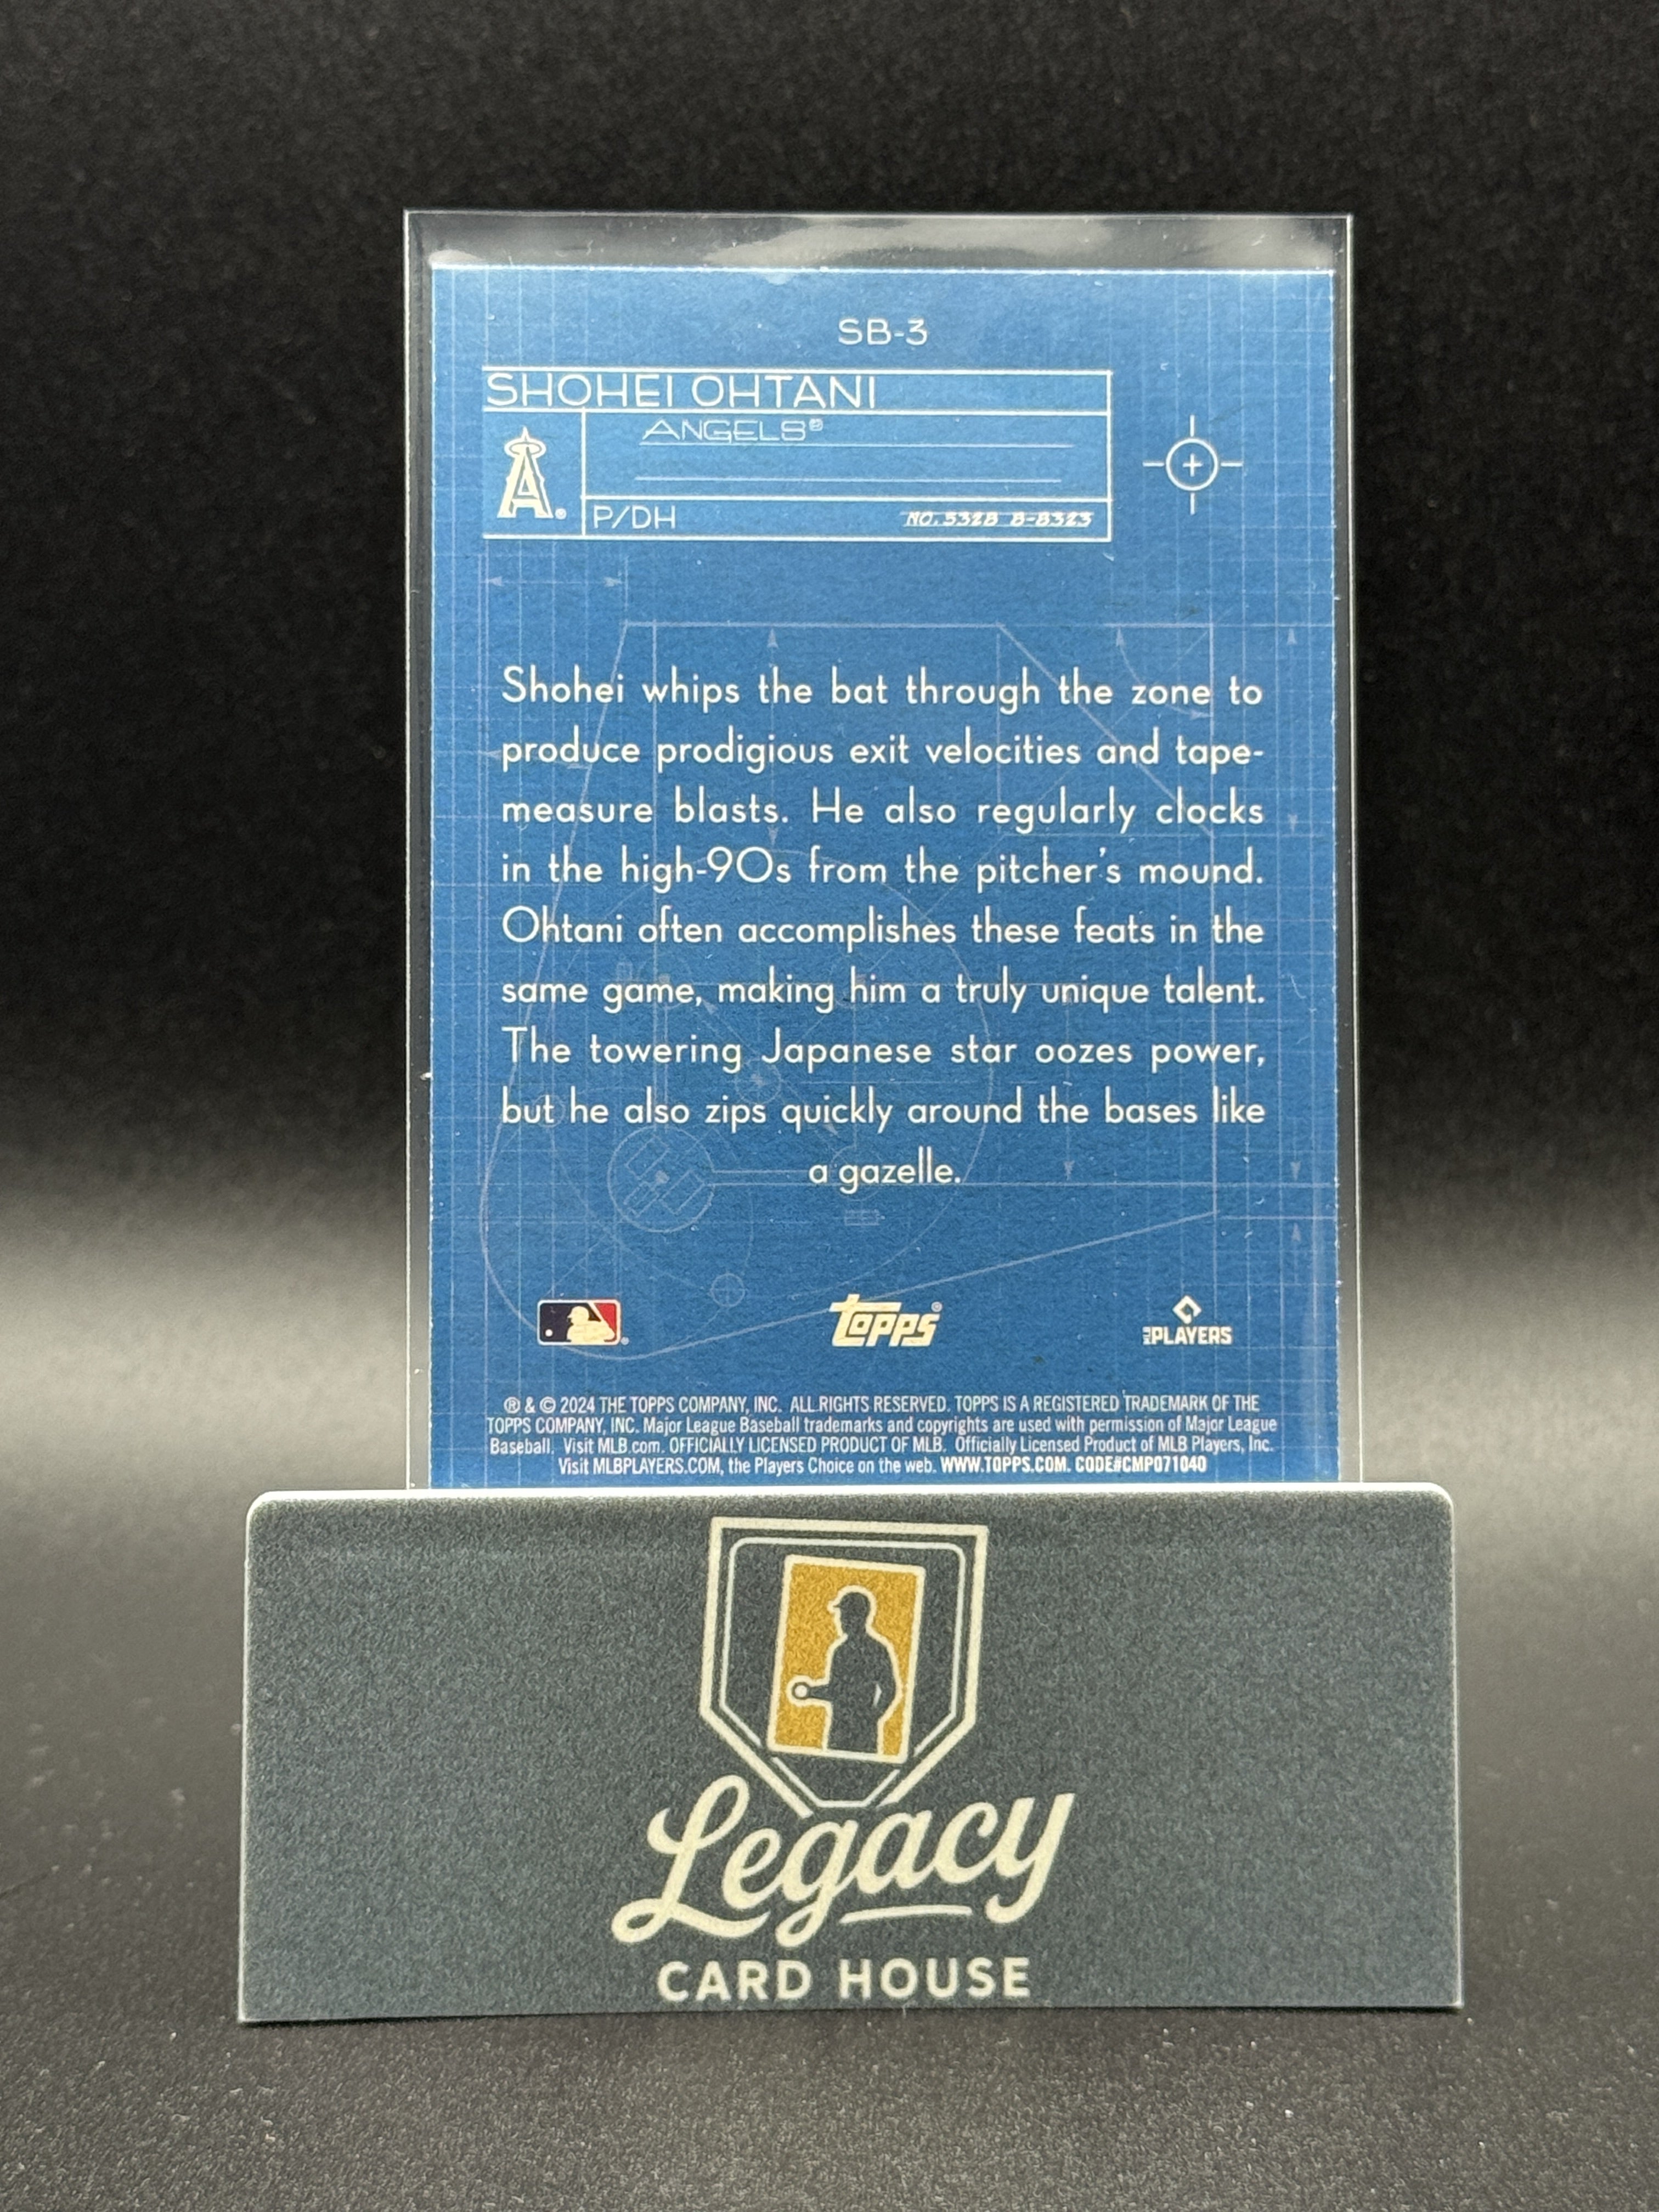 SB-3
SHOHEI OHTANI
ANGELS®
A®
P/DH
NO. 532B B-8323
Shohei whips the bat through the zone to
produce prodigious exit velocities and tape-
measure blasts. He also regularly clocks
in the high-90s from the pitcher's mound.
Ohtani often accomplishes these feats in the
same game, making him a truly unique talent.
The towering Japanese star oozes power,
but he also zips quickly around the bases like
a gazelle.
topps®
PLAYERS
® & © 2024 THE TOPPS COMPANY, INC. ALL RIGHTS RESERVED. TOPPS IS A REGISTERED TRADEMARK OF THE
TOPPS COMPANY, INC. Major League Baseball trademarks and copyrights are used with permission of Major League
Baseball. Visit MLB.com. OFFICIALLY LICENSED PRODUCT OF MLB. Officially Licensed Product of MLB Players, Inc.
Visit MLBPLAYERS.COM, the Players Choice on the web. WWW.TOPPS.COM. CODE#CMP071040
Legacy
CARD HOUSE